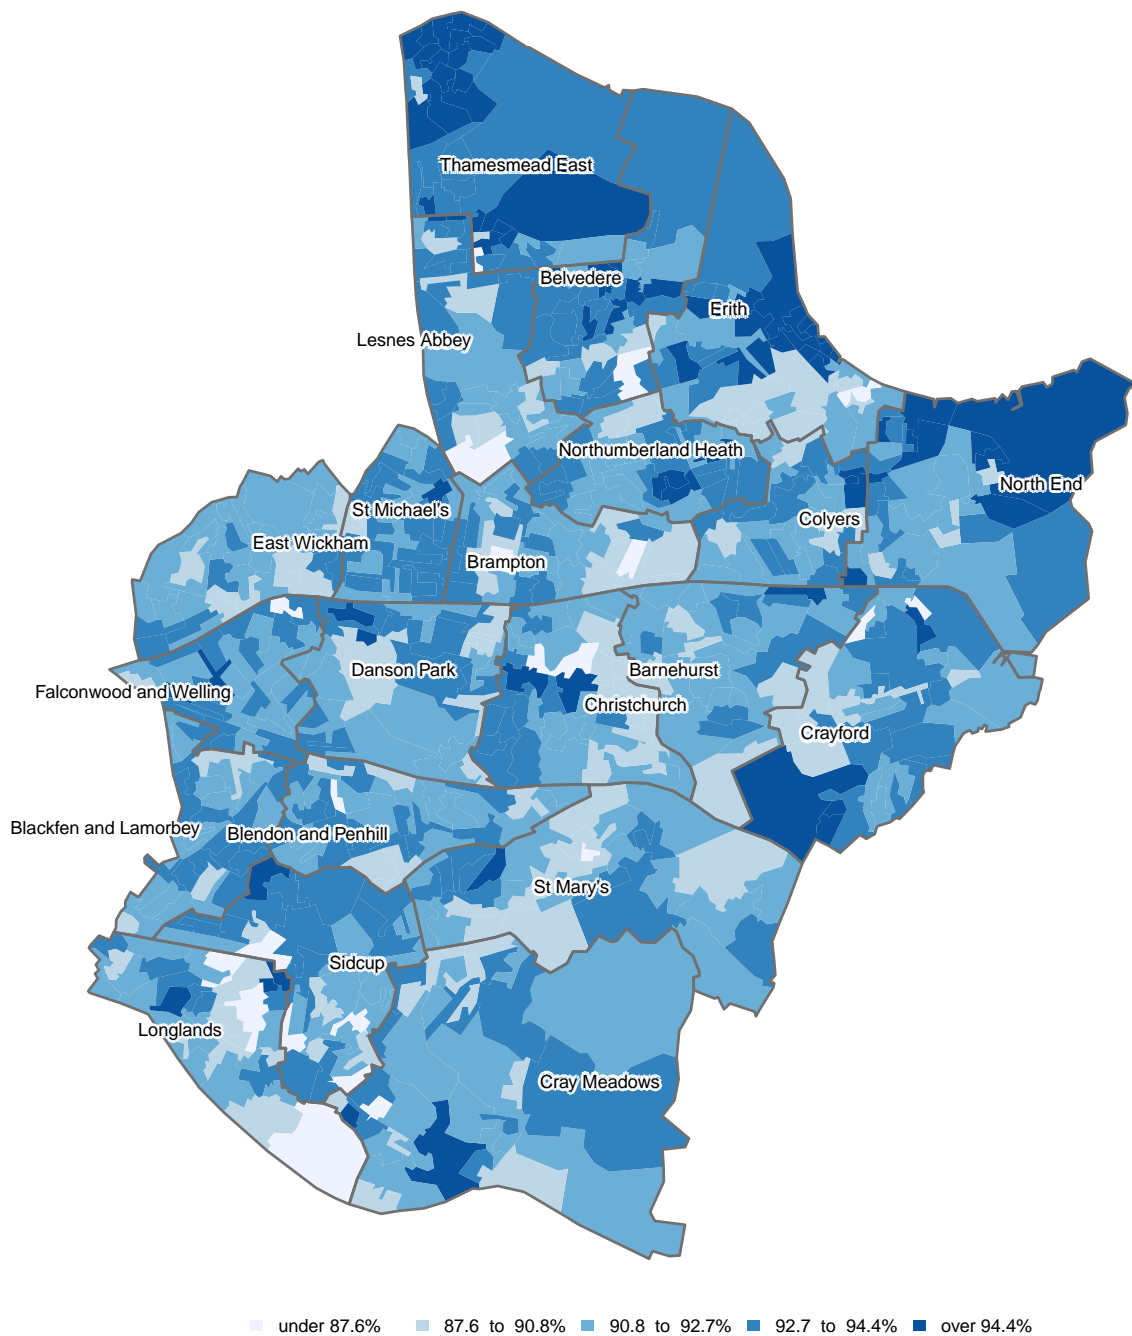 Thamesmead East
Belvedere
Erith
Lesnes Abbey
Northumberland Heath
North End
St Michael's
Colyers
East Wickham
Brampton
Danson Park
Barnehurst
Falconwood and Welling
Christchurch
Crayford
Blackfen and Lamorbey
Blendon and Penhill
St Mary's
Sidcup
Longlands
Cray Meadows
under 87.6% 87.6 to 90.8% 90.8 to 92.7% 92.7 to 94.4% over 94.4%